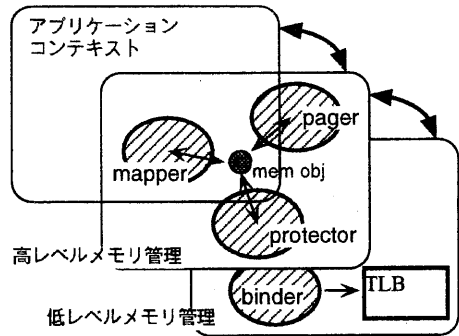 アプリケーション
コンテキスト
pager
mapper
mem obj
protector
高レベルメモリ管理
binder
TLB
低レベルメモリ管理